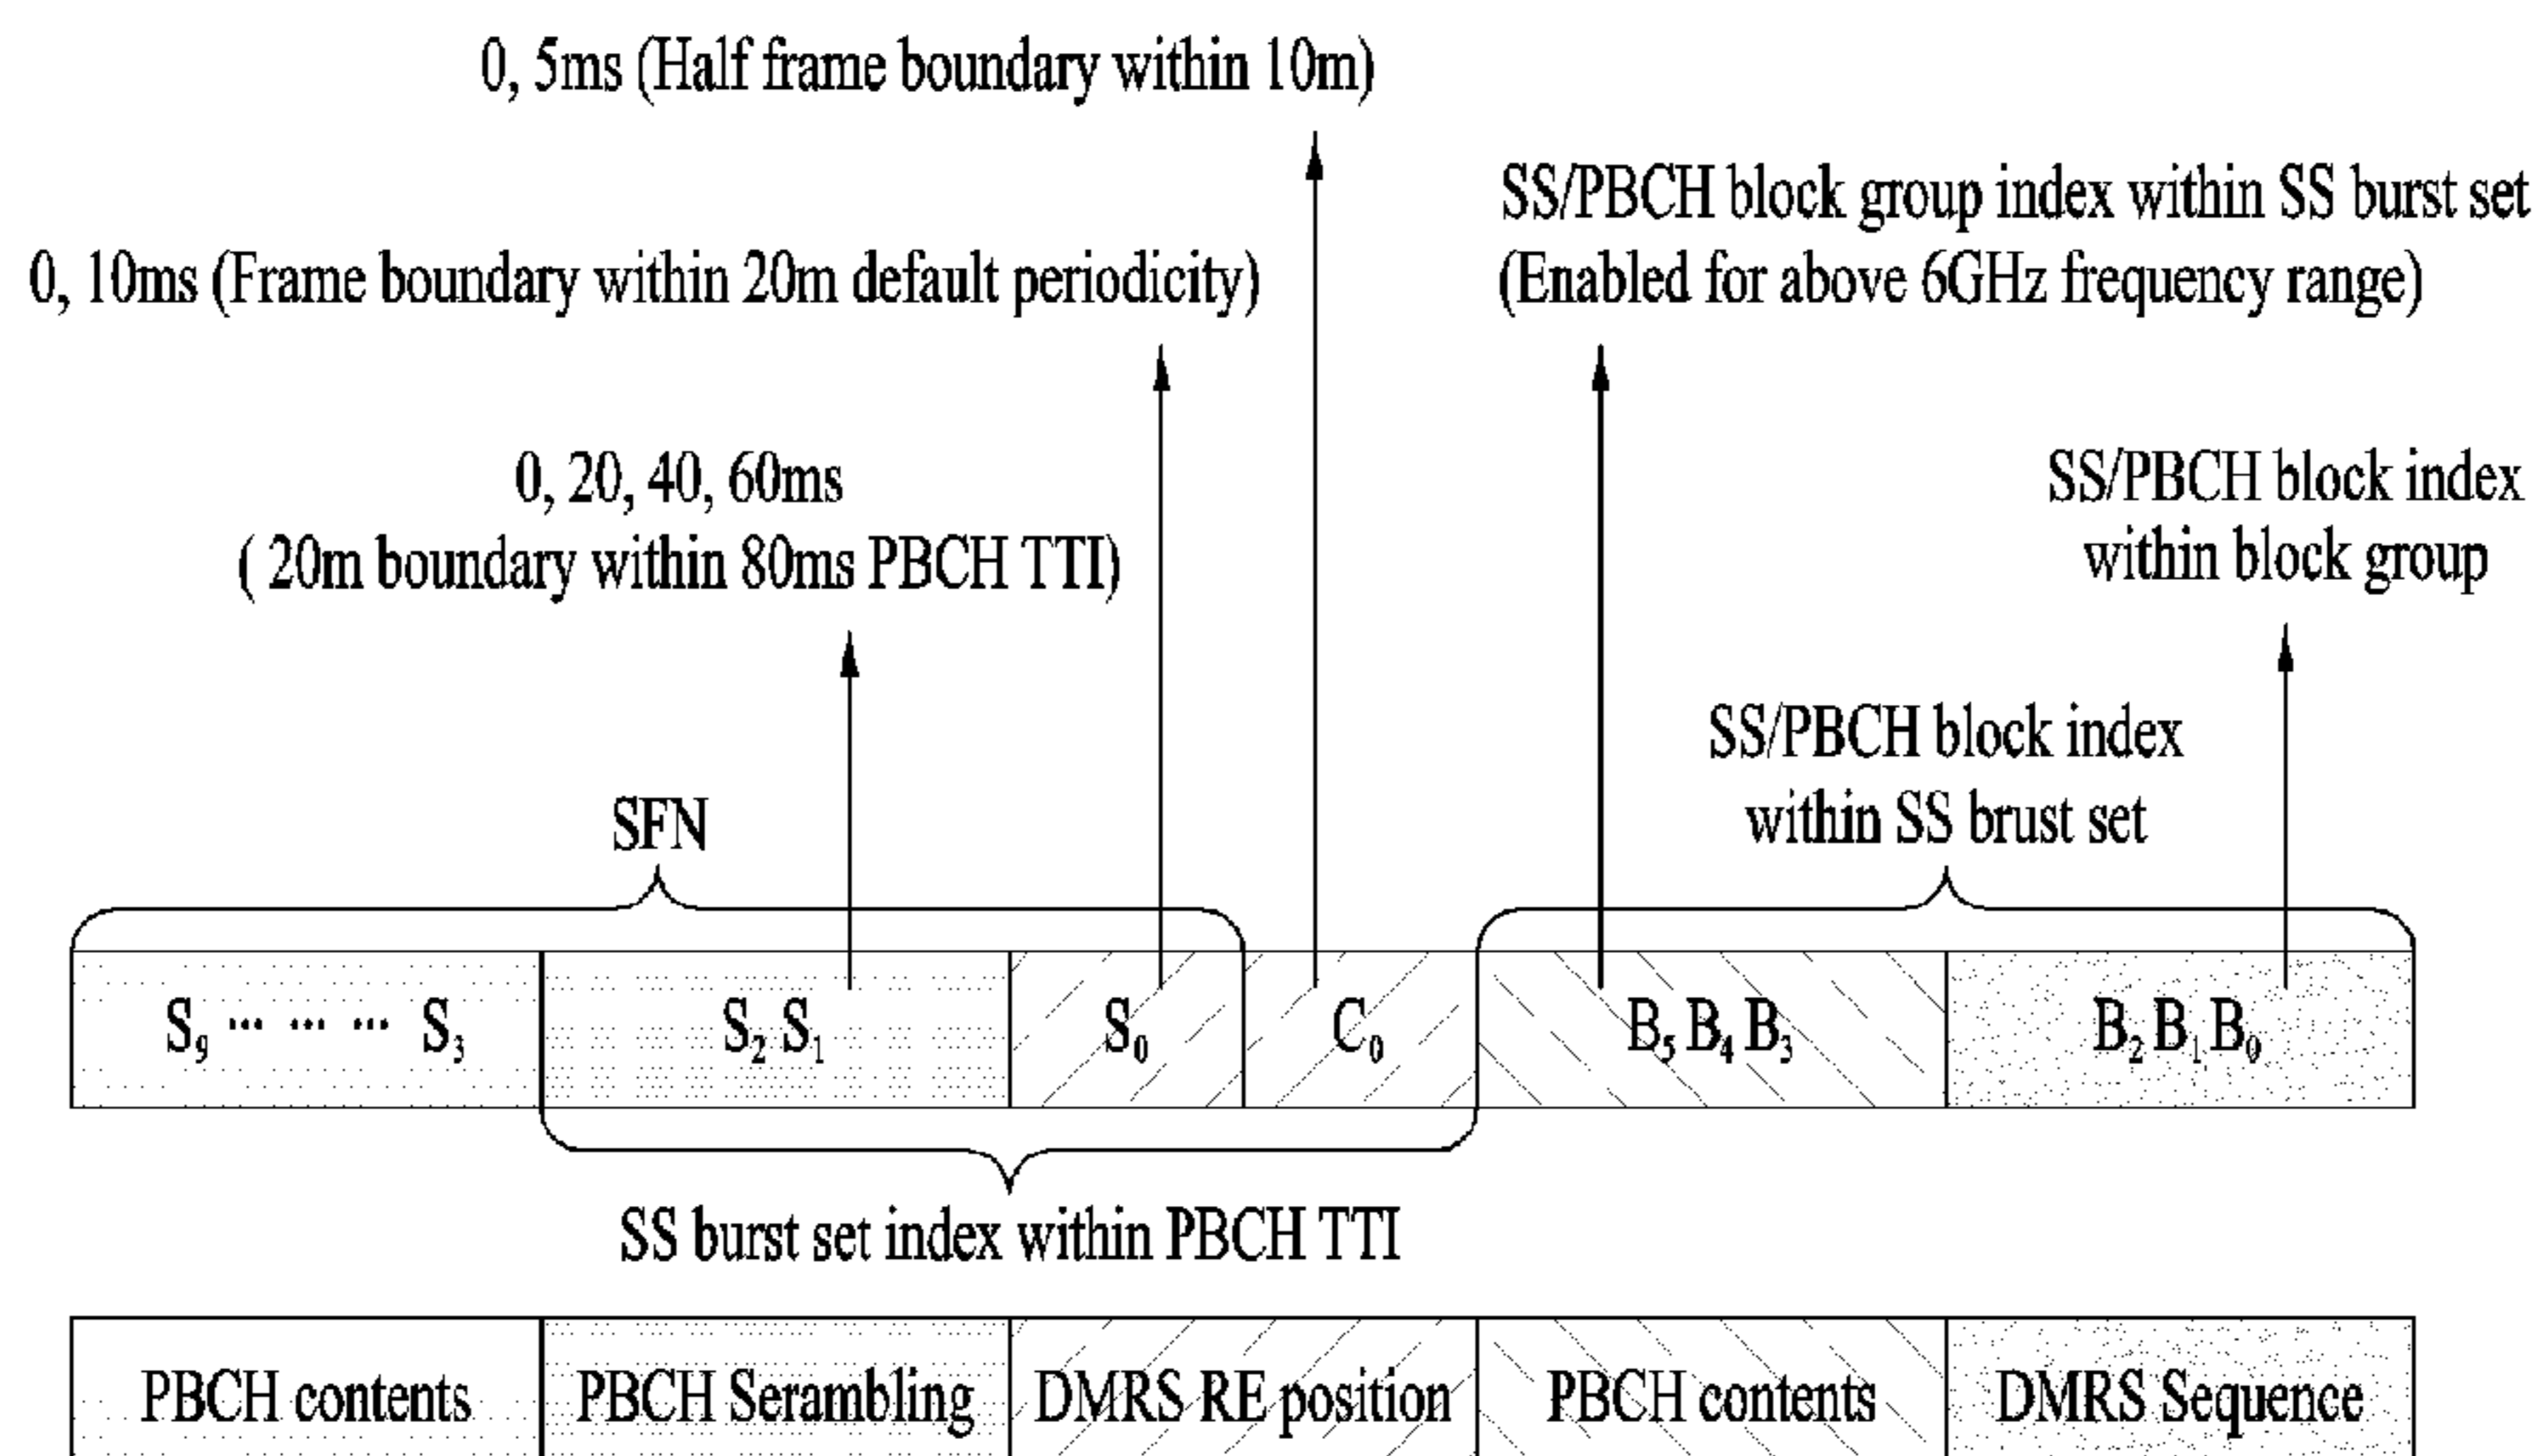 0, 5ms (Half frame boundary within 10m)
SS/PBCH block group index within SS burst set
(Enabled for above 6GHz frequency range)
0, 10ms (Frame boundary within 20m default periodicity)
0, 20, 40, 60ms
( 20m boundary within 80ms PBCH TTI)
SS/PBCH block index
within block group
SS/PBCH block index
within SS brust set
SFN
S₉ ··· ··· ··· S₃
S₂ S₁
S₀
C₀
B₅ B₄ B₃
B₂ B₁ B₀
SS burst set index within PBCH TTI
PBCH contents
PBCH Serambling
DMRS RE position
PBCH contents
DMRS Sequence